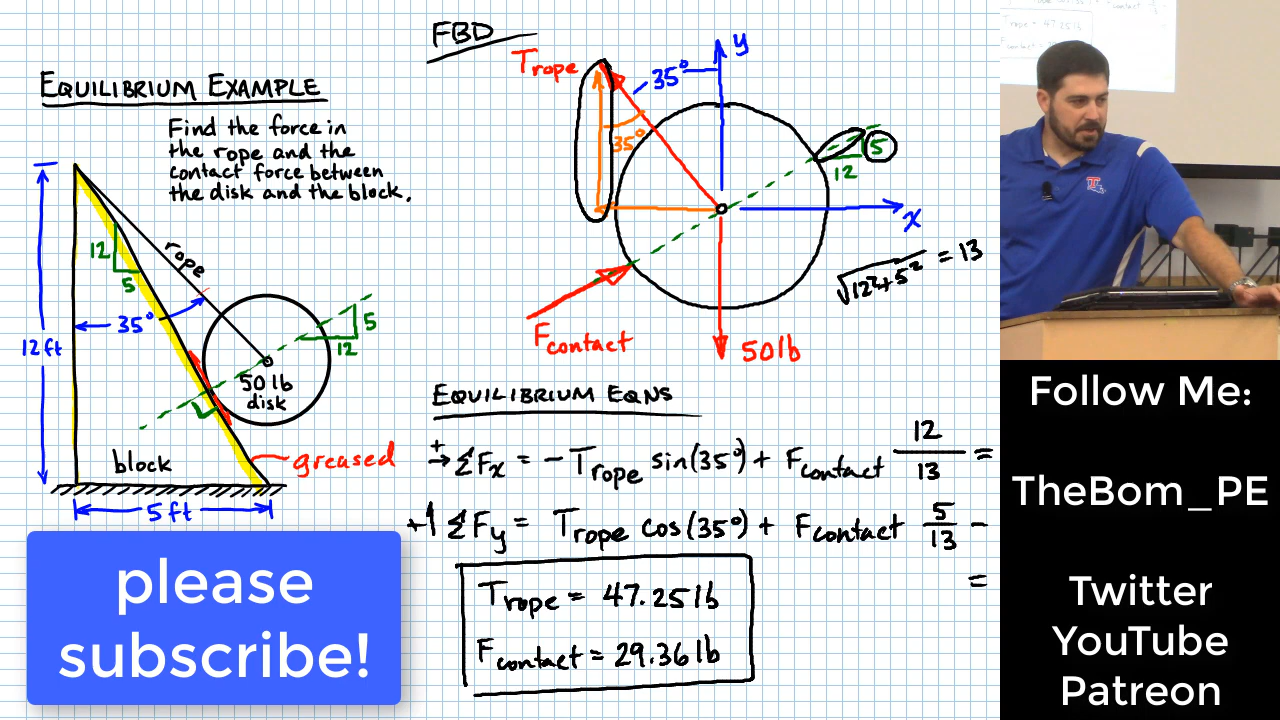 EQUILIBRIUM EXAMPLE
Find the force in
the rope and the
contact force between
the disk and the block.
12 ft
12
5
35°
rope
5
12
50 lb
disk
block
greased
5 ft
FBD
Trope
35°
35°
y
x
5
12
√12²+5² = 13
Fcontact
50 lb
EQUILIBRIUM EQNS
+→ ΣFx = - Trope sin(35°) + Fcontact 12/13 =
+↑ ΣFy = Trope cos(35°) + Fcontact 5/13 -
=
Trope = 47.25 lb
Fcontact = 29.36 lb
please
subscribe!
Trope = 47.25 lb
Follow Me:
TheBom_PE
Twitter
YouTube
Patreon